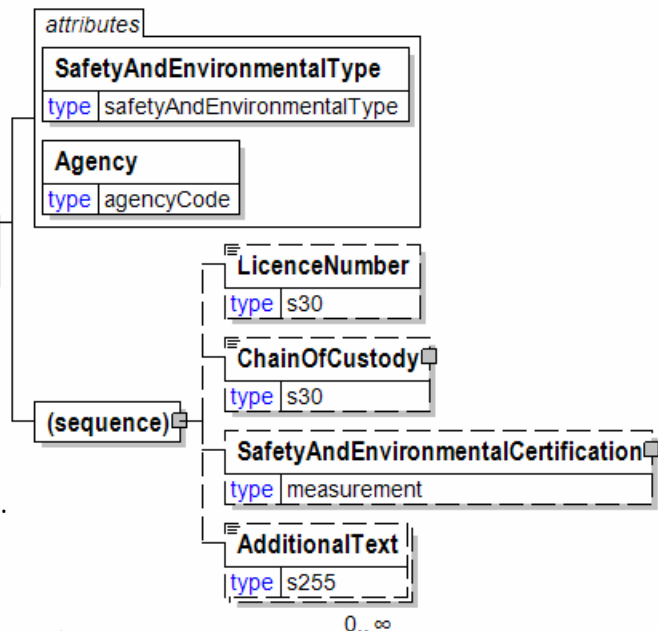 attributes
SafetyAndEnvironmentalType
type safetyAndEnvironmentalType
Agency
type agencyCode
LicenceNumber
type s30
ChainOfCustody
type s30
(sequence)
SafetyAndEnvironmentalCertification
type measurement
.
AdditionalText
type s255
0..∞